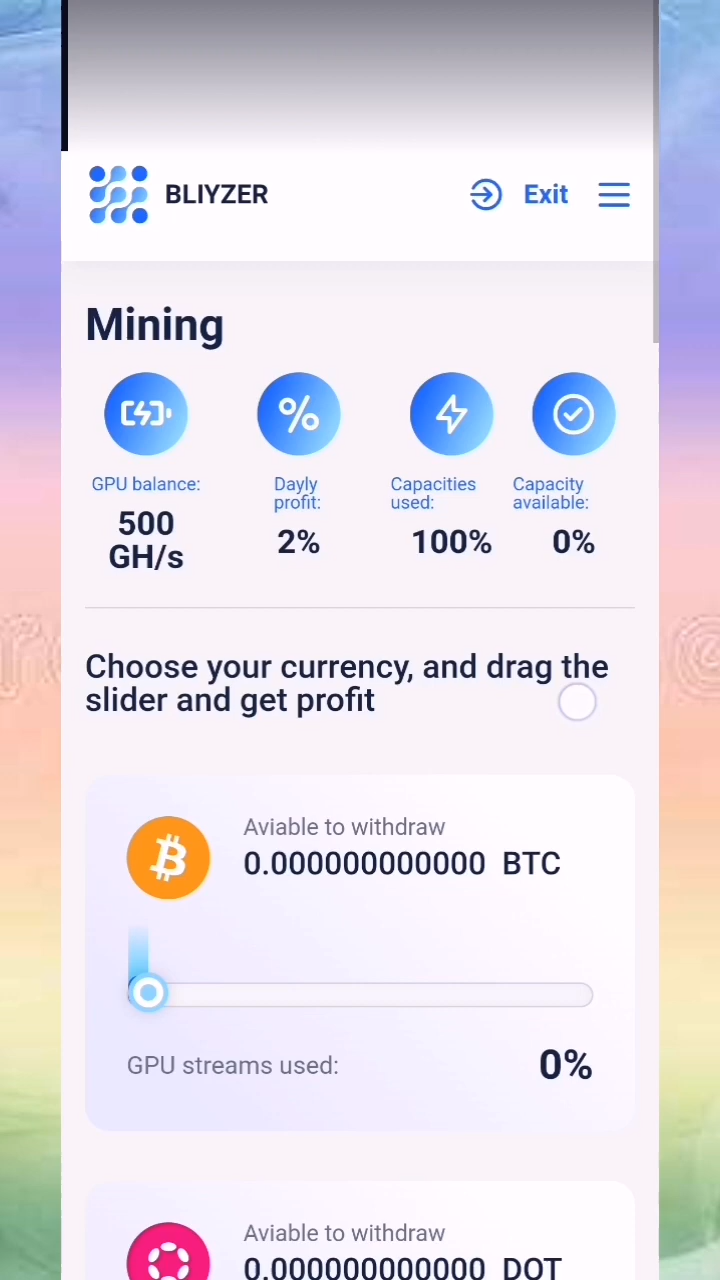 BLIYZER
Exit
Mining
GPU balance:
500
GH/s
Dayly
profit:
2%
Capacities
used:
100%
Capacity
available:
0%
Choose your currency, and drag the
slider and get profit
Aviable to withdraw
0.000000000000 BTC
GPU streams used:
0%
Aviable to withdraw
0.000000000000 DOT